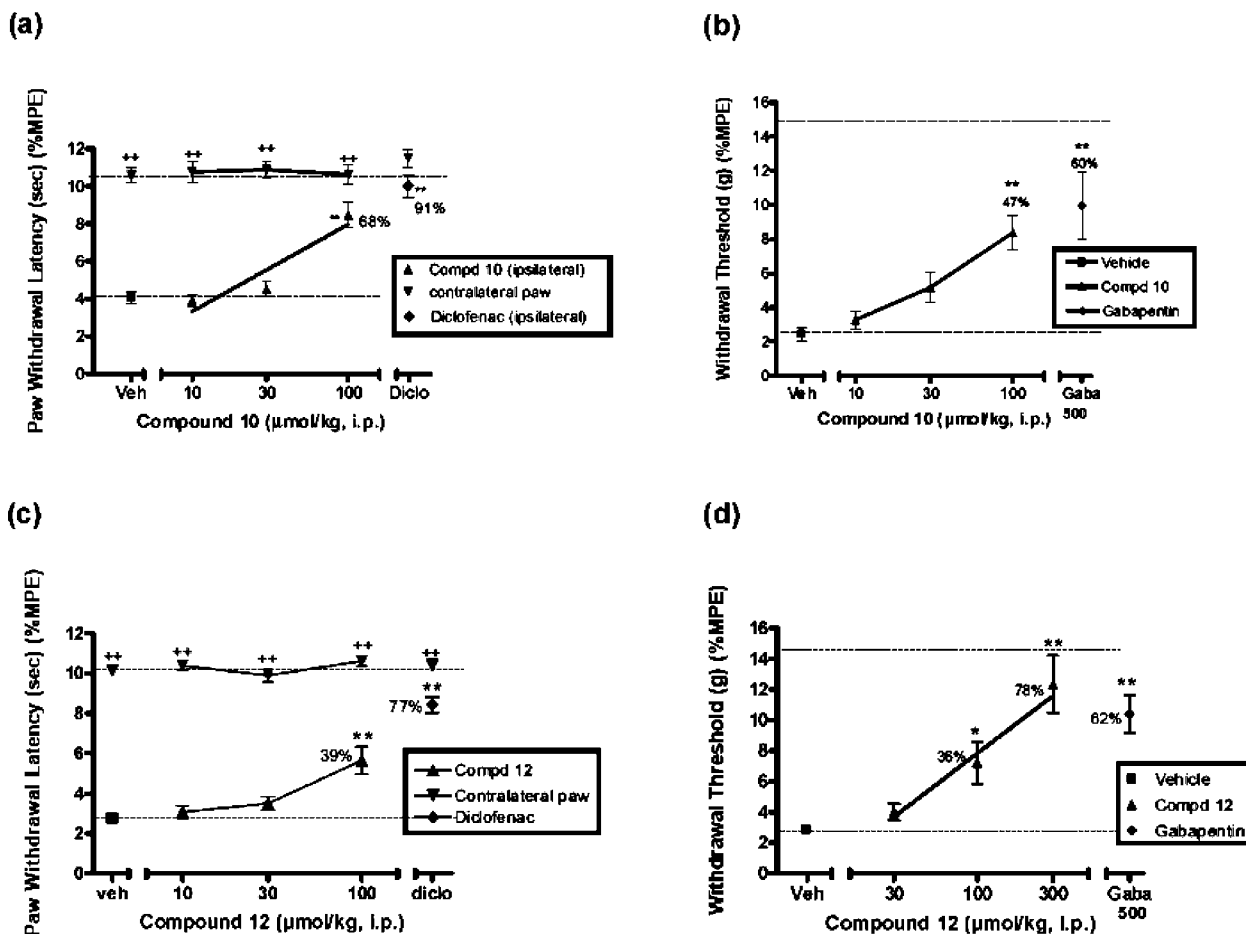 (a)
Paw Withdrawal Latency (sec) (%MPE)
12
10
8
6
4
2
0
++
++
++
++
**
68%
**
91%
Compd 10 (ipsilateral)
contralateral paw
Diclofenac (ipsilateral)
Veh
10
30
100
Diclo
Compound 10 (µmol/kg, i.p.)
(b)
Withdrawal Threshold (g) (%MPE)
16
14
12
10
8
6
4
2
0
**
47%
**
60%
Vehicle
Compd 10
Gabapentin
Veh
10
30
100
Gaba
500
Compound 10 (µmol/kg, i.p.)
(c)
Paw Withdrawal Latency (sec) (%MPE)
12
10
8
6
4
2
0
++
++
++
++
++
**
77%
39%
**
Compd 12
Contralateral paw
Diclofenac
veh
10
30
100
diclo
Compound 12 (µmol/kg, i.p.)
(d)
Withdrawal Threshold (g) (%MPE)
16
14
12
10
8
6
4
2
0
**
78%
*
36%
**
62%
Vehicle
Compd 12
Gabapentin
Veh
30
100
300
Gaba
500
Compound 12 (µmol/kg, i.p.)